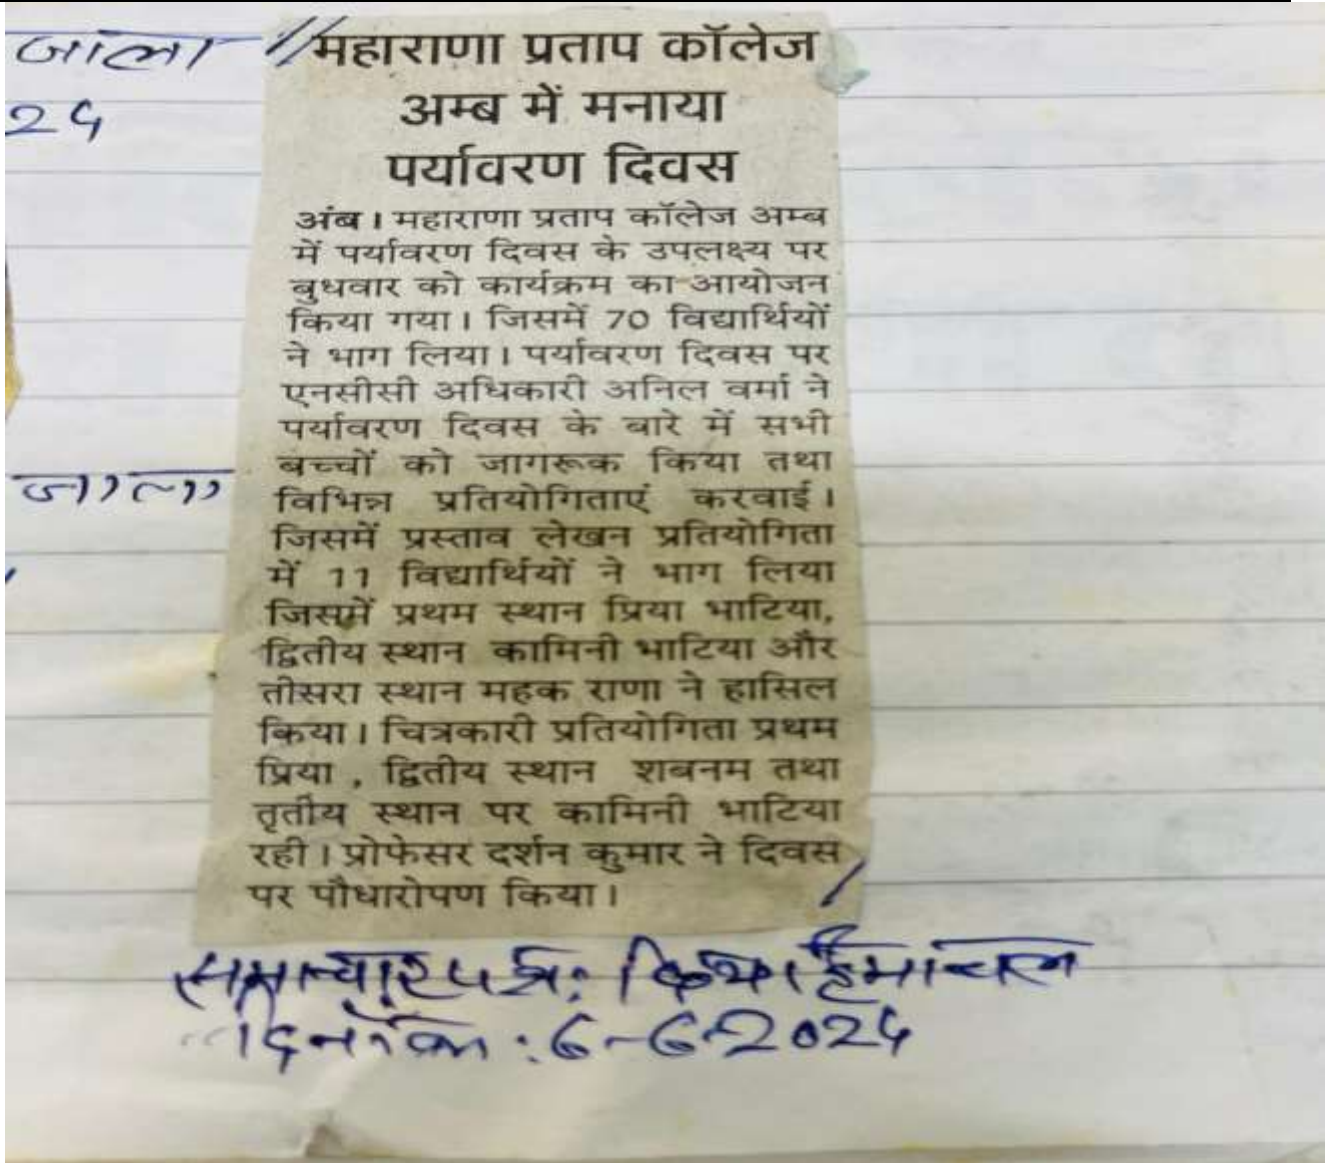 जाला // महाराणा प्रताप कॉलेज
24 अम्ब में मनाया
पर्यावरण दिवस
अंब। महाराणा प्रताप कॉलेज अम्ब
में पर्यावरण दिवस के उपलक्ष्य पर
बुधवार को कार्यक्रम का आयोजन
किया गया। जिसमें 70 विद्यार्थियों
ने भाग लिया। पर्यावरण दिवस पर
एनसीसी अधिकारी अनिल वर्मा ने
पर्यावरण दिवस के बारे में सभी
बच्चों को जागरूक किया तथा
जाला
विभिन्न प्रतियोगिताएं करवाई।
जिसमें प्रस्ताव लेखन प्रतियोगिता
में 11 विद्यार्थियों ने भाग लिया
जिसमें प्रथम स्थान प्रिया भाटिया,
द्वितीय स्थान कामिनी भाटिया और
तीसरा स्थान महक राणा ने हासिल
किया। चित्रकारी प्रतियोगिता प्रथम
प्रिया , द्वितीय स्थान शबनम तथा
तृतीय स्थान पर कामिनी भाटिया
रही। प्रोफेसर दर्शन कुमार ने दिवस
पर पौधारोपण किया।
समाचार पत्र: दिव्य हिमाचल
दिनाँक : 6-6-2024